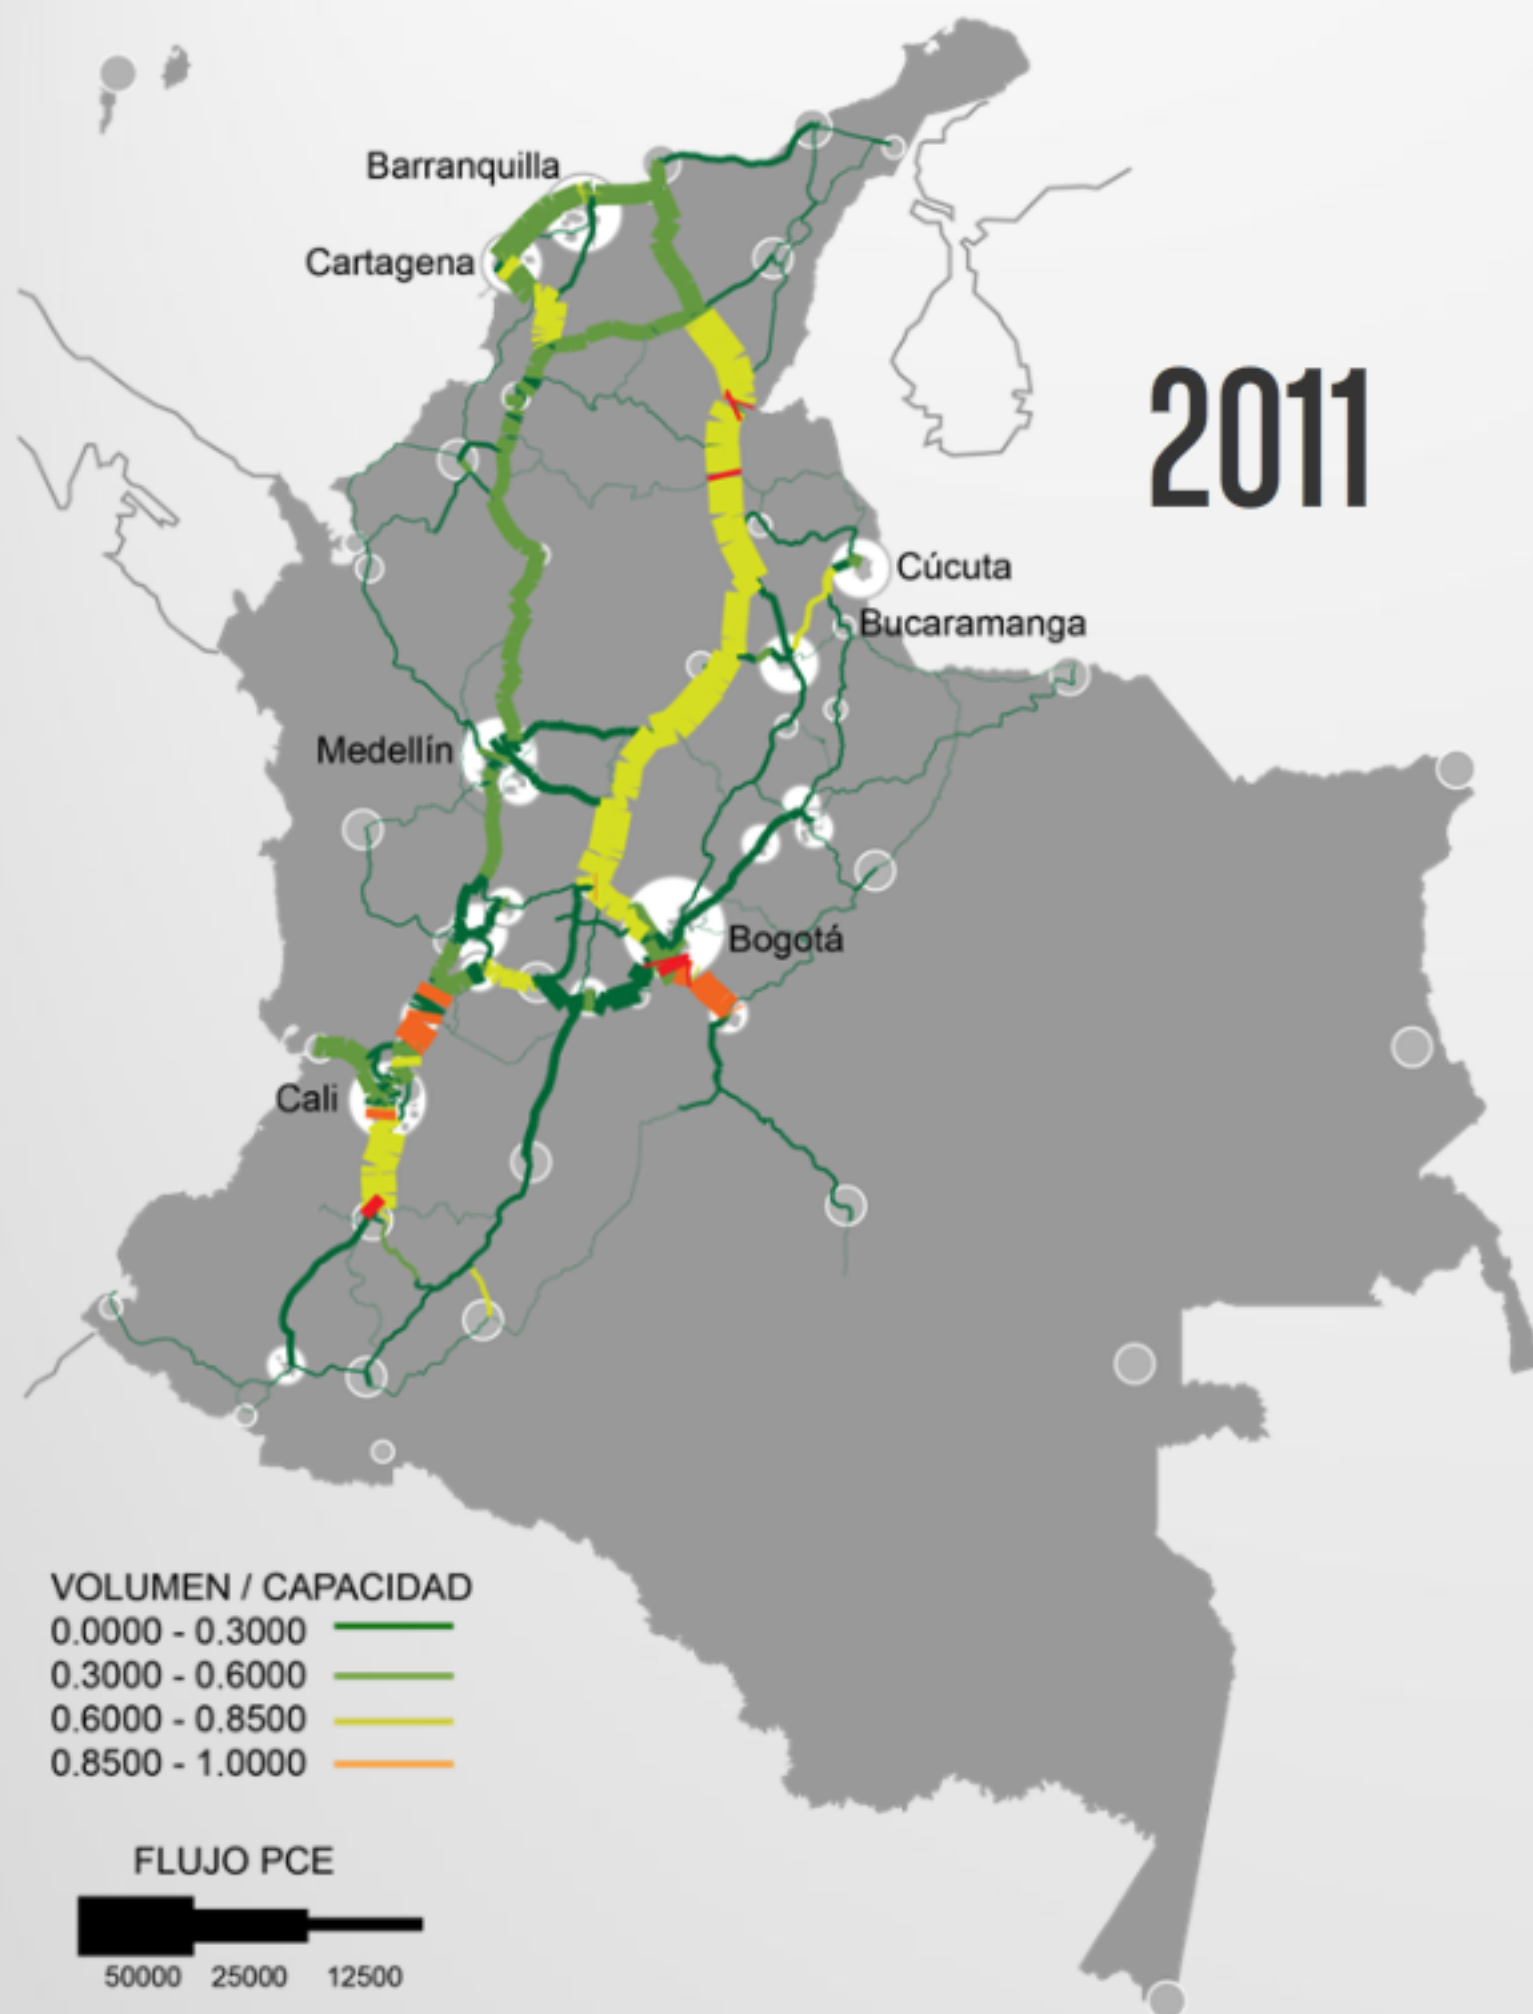 Barranquilla
Cartagena
2011
Cúcuta
Bucaramanga
Medellín
Bogotá
Cali
VOLUMEN / CAPACIDAD
0.0000 - 0.3000
0.3000 - 0.6000
0.6000 - 0.8500
0.8500 - 1.0000
FLUJO PCE
50000 25000 12500